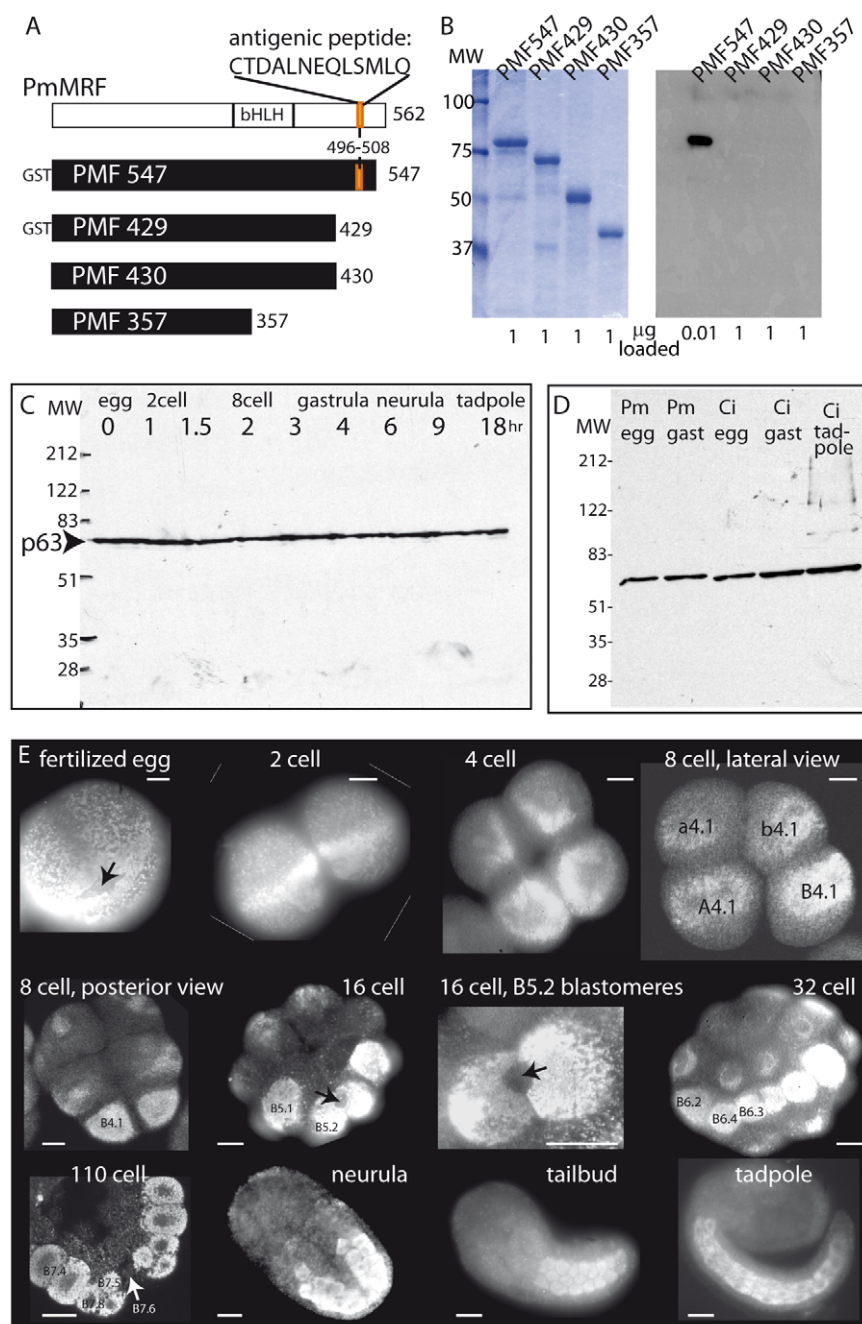 A
antigenic peptide:
CTDALNEQLSMLQ
PmMRF
bHLH
562
496-508
GST PMF 547 547
GST PMF 429 429
PMF 430 430
PMF 357 357
B
MW PMF547 PMF429 PMF430 PMF357
100
75
50
37
1 1 1 1 µg loaded
PMF547 PMF429 PMF430 PMF357
0.01 1 1 1
C
MW egg 2cell 8cell gastrula neurula tadpole
0 1 1.5 2 3 4 6 9 18hr
212
122
83
p63
51
35
28
D
MW Pm egg Pm gast Ci egg Ci gast Ci tad-pole
212-
122-
83-
51-
35-
28-
E
fertilized egg 2 cell 4 cell 8 cell, lateral view
a4.1 b4.1
A4.1 B4.1
8 cell, posterior view 16 cell 16 cell, B5.2 blastomeres 32 cell
B4.1
B5.1 B5.2
B6.2 B6.4 B6.3
110 cell neurula tailbud tadpole
B7.4 B7.5
B7.6